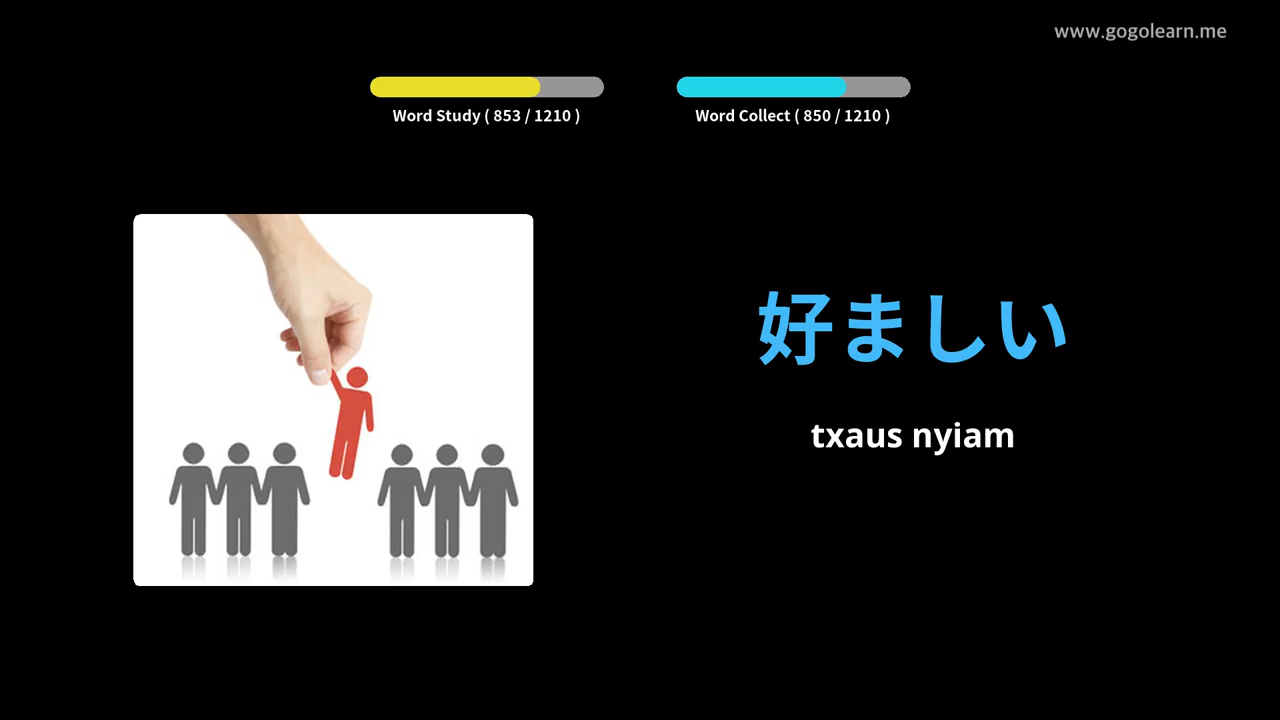 www.gogolearn.me
Word Study ( 853 / 1210 )
Word Collect ( 850 / 1210 )
好ましい
txaus nyiam